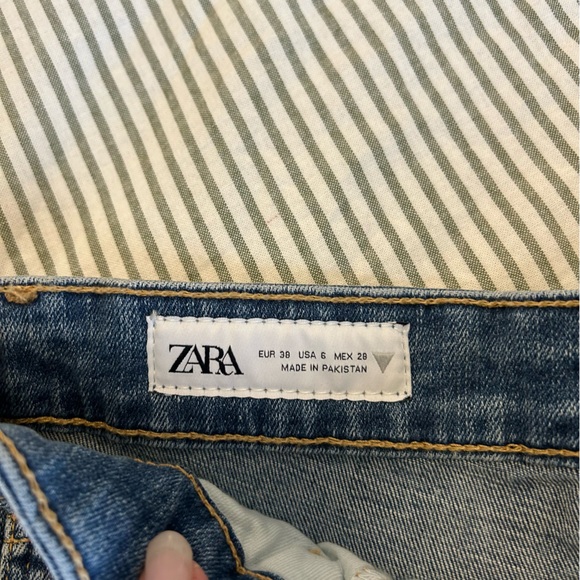 ZARA
EUR 38 USA 6 MEX 28
MADE IN PAKISTAN